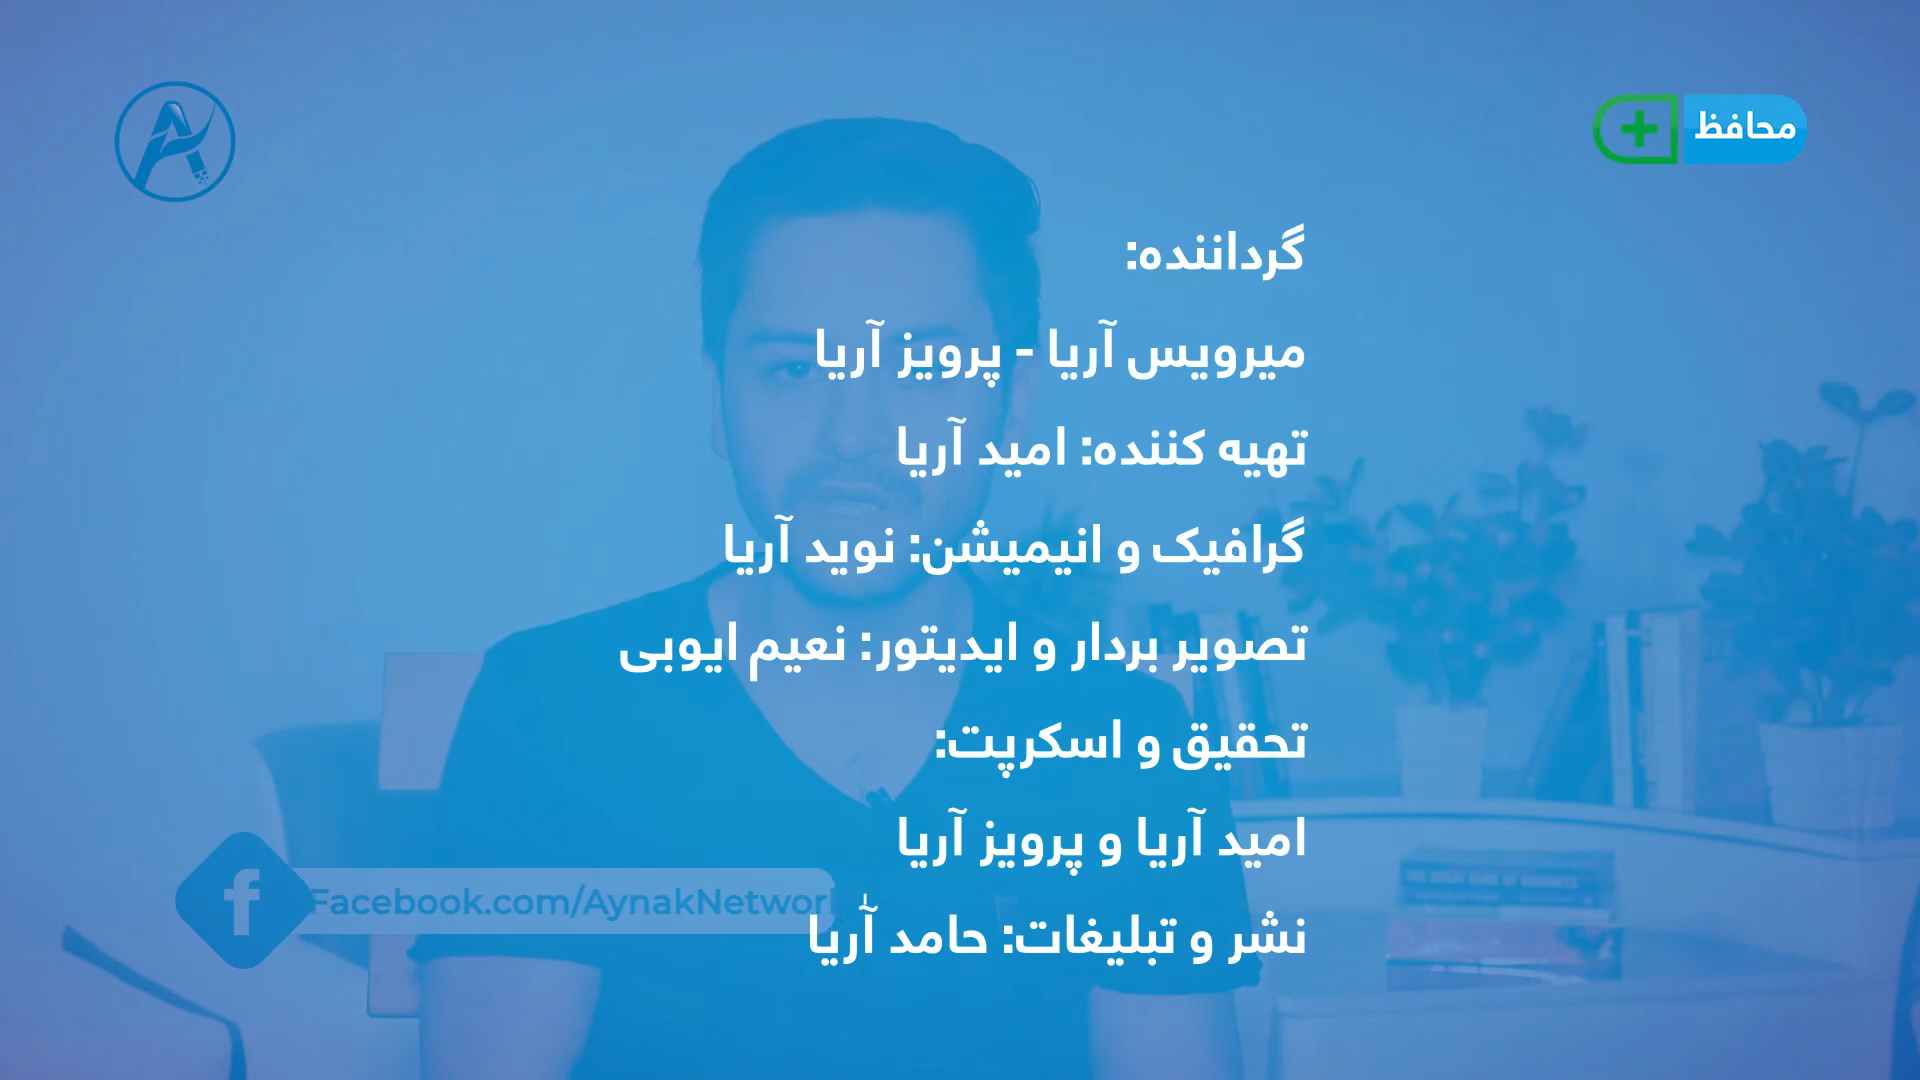 محافظ
گرداننده:
میرویس آریا - پرویز آریا
تهیه کننده: امید آریا
گرافیک و انیمیشن: نوید آریا
تصویر بردار و ایدیتور: نعیم ایوبی
تحقیق و اسکرپت:
امید آریا و پرویز آریا
نشر و تبلیغات: حامد آریا
Facebook.com/AynakNetwork